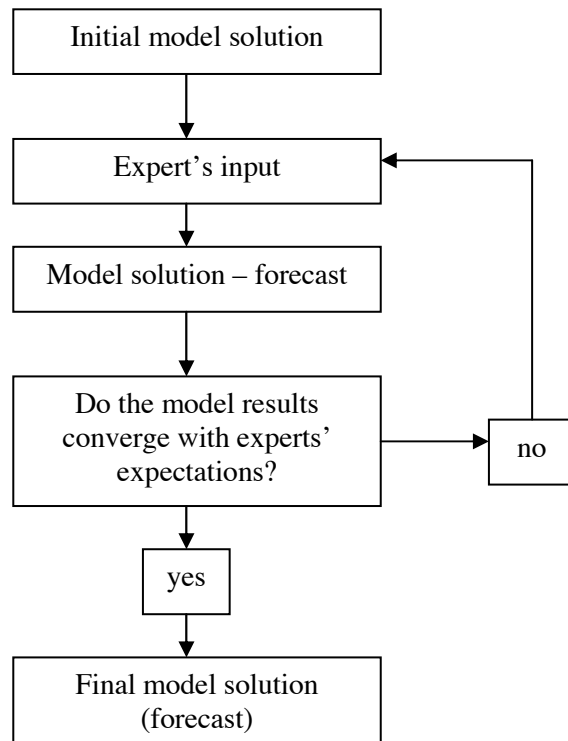 Initial model solution
Expert’s input
Model solution – forecast
Do the model results
converge with experts’
expectations?
no
yes
Final model solution
(forecast)